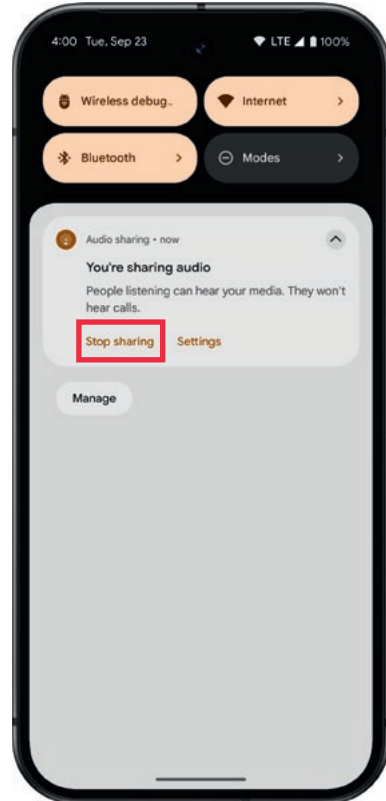 4:00 Tue, Sep 23 LTE 100%
Wireless debug..
Internet
Bluetooth
Modes
Audio sharing • now
You're sharing audio
People listening can hear your media. They won't
hear calls.
Stop sharing Settings
Manage